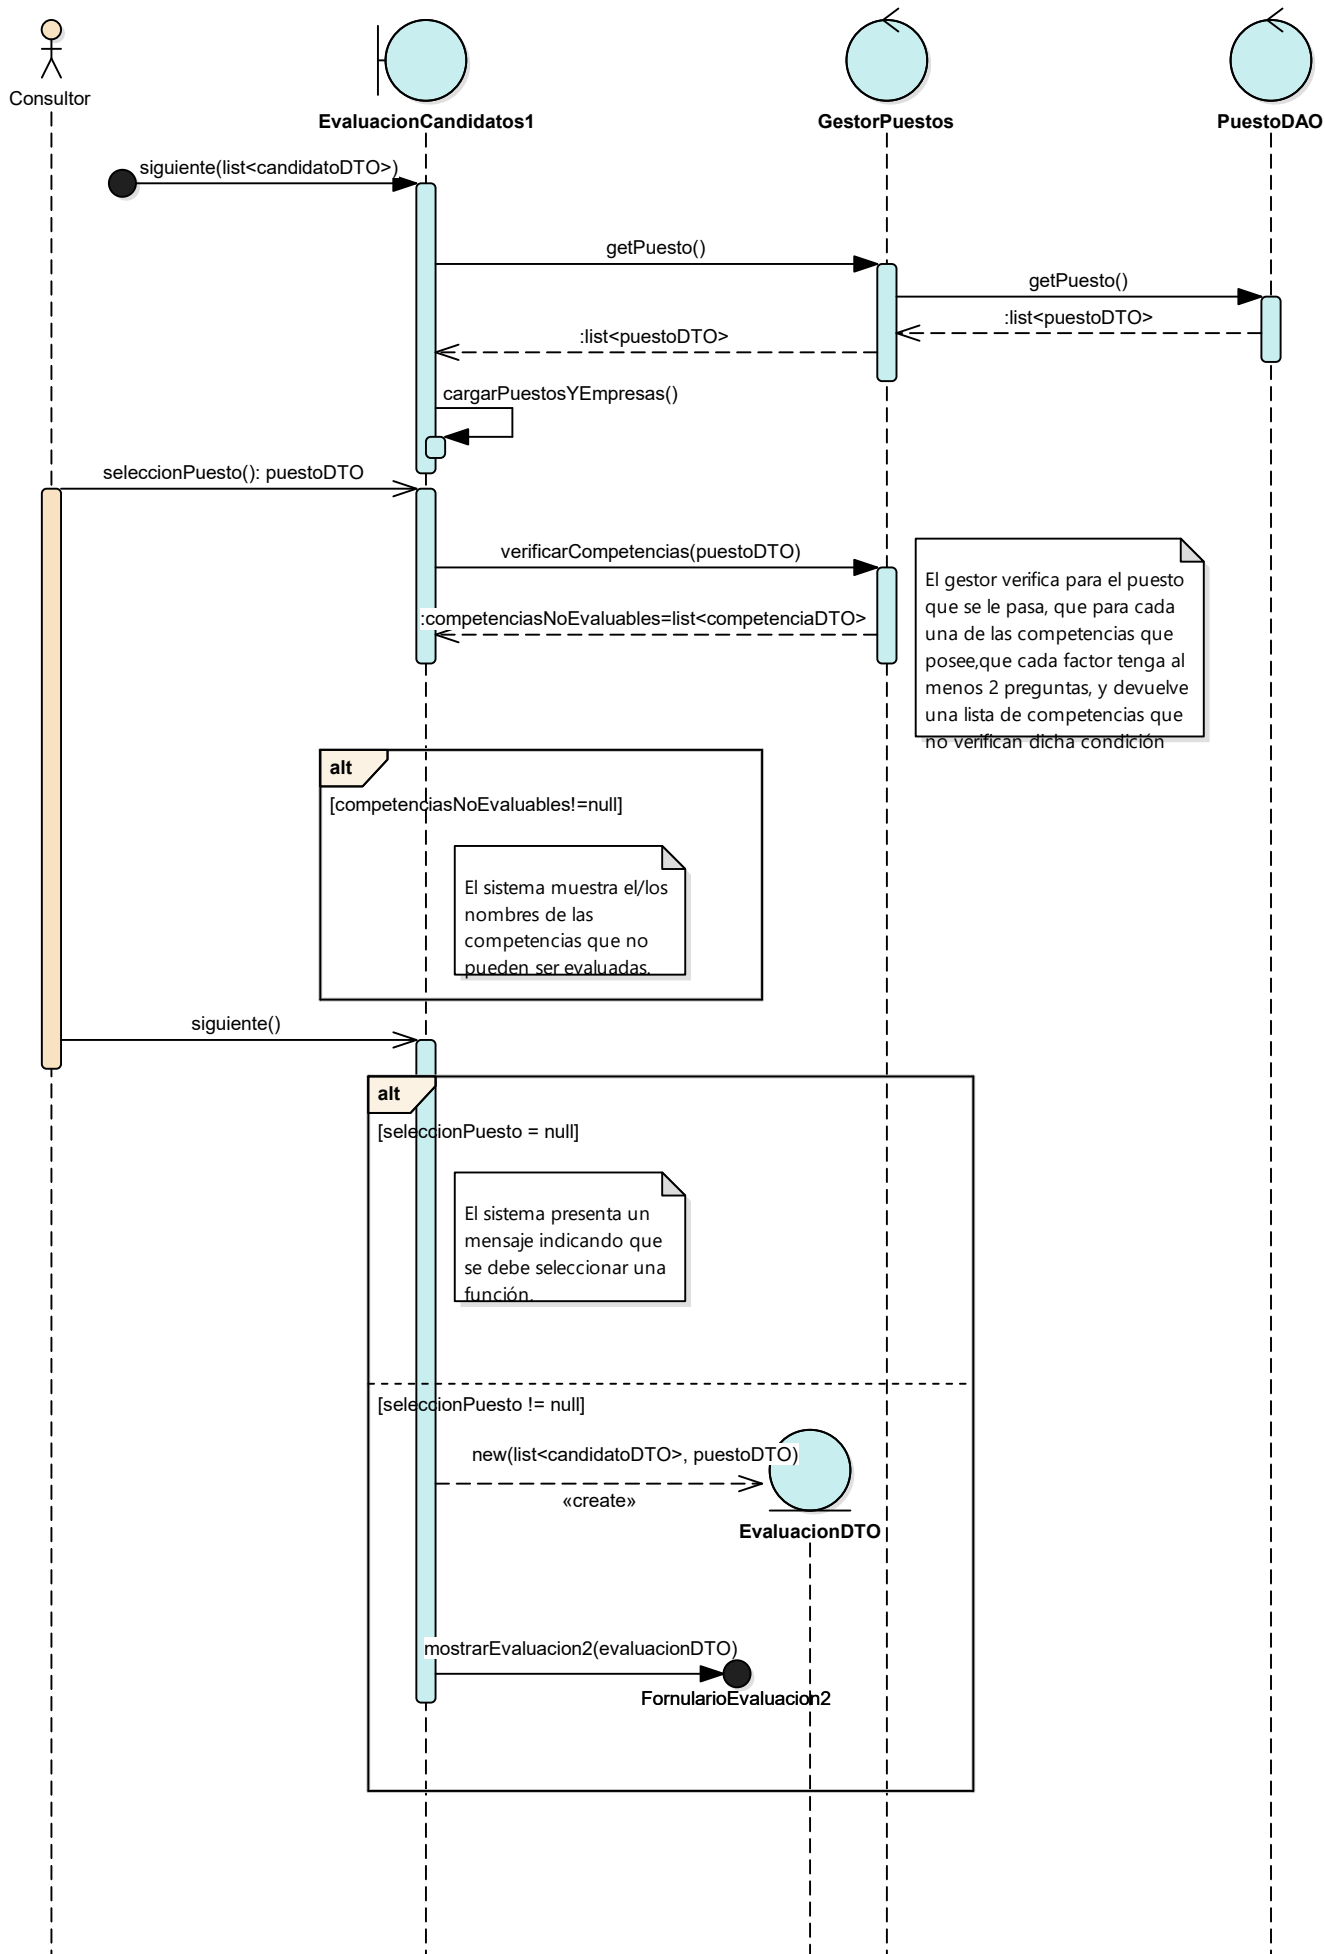 Consultor
EvaluacionCandidatos1
GestorPuestos
PuestoDAO
siguiente(list<candidatoDTO>)
getPuesto()
getPuesto()
:list<puestoDTO>
:list<puestoDTO>
cargarPuestosYEmpresas()
seleccionPuesto(): puestoDTO
verificarCompetencias(puestoDTO)
:competenciasNoEvaluables=list<competenciaDTO>
El gestor verifica para el puesto
que se le pasa, que para cada
una de las competencias que
posee,que cada factor tenga al
menos 2 preguntas, y devuelve
una lista de competencias que
no verifican dicha condición
alt
[competenciasNoEvaluables!=null]
El sistema muestra el/los
nombres de las
competencias que no
pueden ser evaluadas.
siguiente()
alt
[seleccionPuesto = null]
El sistema presenta un
mensaje indicando que
se debe seleccionar una
función.
[seleccionPuesto != null]
new(list<candidatoDTO>, puestoDTO)
«create»
EvaluacionDTO
mostrarEvaluacion2(evaluacionDTO)
FornularioEvaluacion2